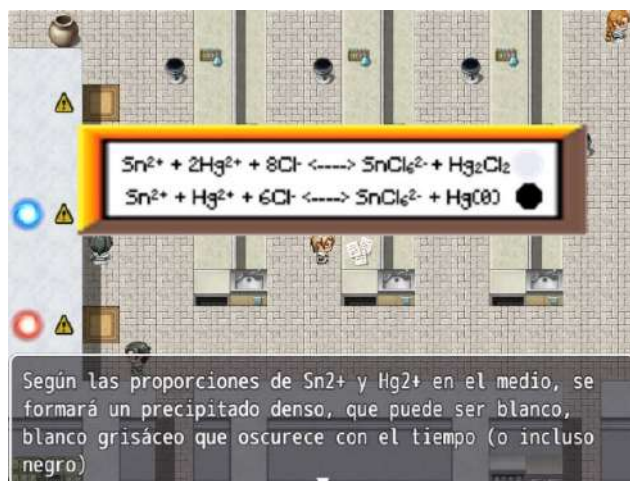 Sn²⁺ + 2Hg²⁺ + 8Cl⁻ <----> SnCl₆²⁻ + Hg₂Cl₂
Sn²⁺ + Hg²⁺ + 6Cl⁻ <----> SnCl₆²⁻ + Hg(0)
Según las proporciones de Sn2+ y Hg2+ en el medio, se
formará un precipitado denso, que puede ser blanco,
blanco grisáceo que oscurece con el tiempo (o incluso
negro)